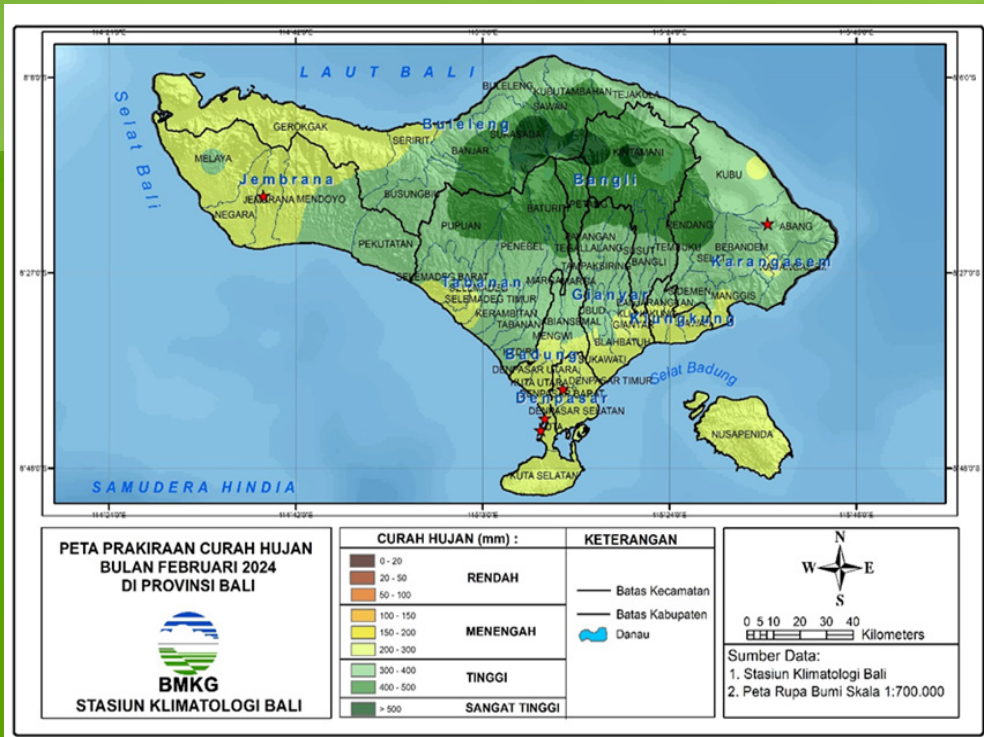 LAUT BALI
Selat Bali
BULELENG
KUBUTAMBAHAN
TEJAKULA
SAWAN
GEROKGAK
SERIRIT
Buleleng
BANJAR
KINTAMANI
MELAYA
Jembrana
Bangli
KUBU
BUSUNGBIU
JEMBRANA MENDOYO
NEGARA
PUPUAN
RENDANG
ABANG
PEKUTATAN
PENEBEL
TEGALLALANG
SUSUT
TEMBUKU
BEBANDEM
BANGLI
Karangasem
SELEMADEG BARAT
Tabanan
SELEMADEG TIMUR
Gianyar
MANGGIS
KERAMBITAN
UBUD
TABANAN
Klungkung
MENGWI
BLAHBATUH
Badung
SUKAWATI
DENPASAR UTARA
KUTA UTARA
DENPASAR TIMUR
Selat Badung
Denpasar
DENPASAR SELATAN
NUSAPENIDA
KUTA SELATAN
SAMUDERA HINDIA
PETA PRAKIRAAN CURAH HUJAN
BULAN FEBRUARI 2024
DI PROVINSI BALI
BMKG
STASIUN KLIMATOLOGI BALI
CURAH HUJAN (mm) :
0 - 20
20 - 50
50 - 100
RENDAH
100 - 150
150 - 200
200 - 300
MENENGAH
300 - 400
400 - 500
TINGGI
> 500
SANGAT TINGGI
KETERANGAN
Batas Kecamatan
Batas Kabupaten
Danau
N
W E
S
0 5 10 20 30 40
Kilometers
Sumber Data:
1. Stasiun Klimatologi Bali
2. Peta Rupa Bumi Skala 1:700.000